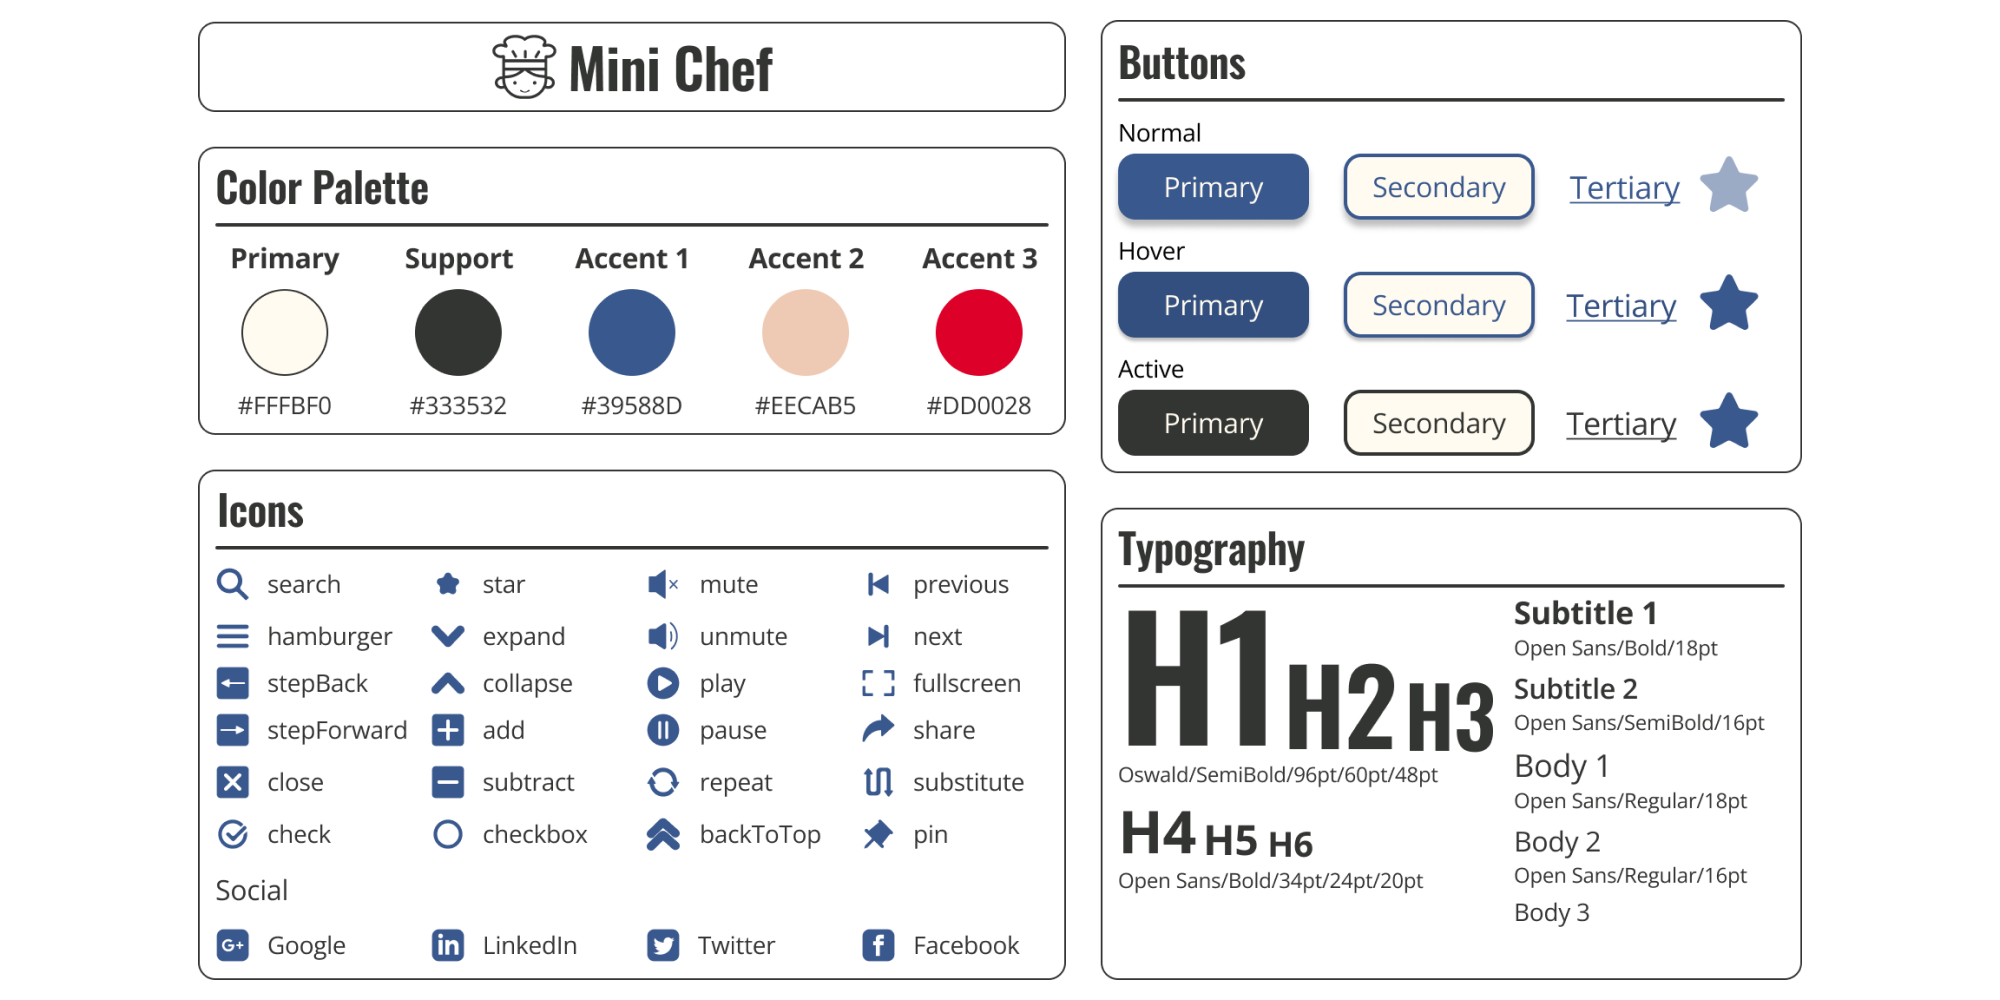 Mini Chef
Color Palette
Primary Support Accent 1 Accent 2 Accent 3
#FFFBF0 #333532 #39588D #EECAB5 #DD0028
Icons
search star mute previous
hamburger expand unmute next
stepBack collapse play fullscreen
stepForward add pause share
close subtract repeat substitute
check checkbox backToTop pin
Social
G+ Google in LinkedIn Twitter f Facebook
Buttons
Normal
Primary Secondary Tertiary
Hover
Primary Secondary Tertiary
Active
Primary Secondary Tertiary
Typography
H1 H2 H3
Oswald/SemiBold/96pt/60pt/48pt
H4 H5 H6
Open Sans/Bold/34pt/24pt/20pt
Subtitle 1
Open Sans/Bold/18pt
Subtitle 2
Open Sans/SemiBold/16pt
Body 1
Open Sans/Regular/18pt
Body 2
Open Sans/Regular/16pt
Body 3